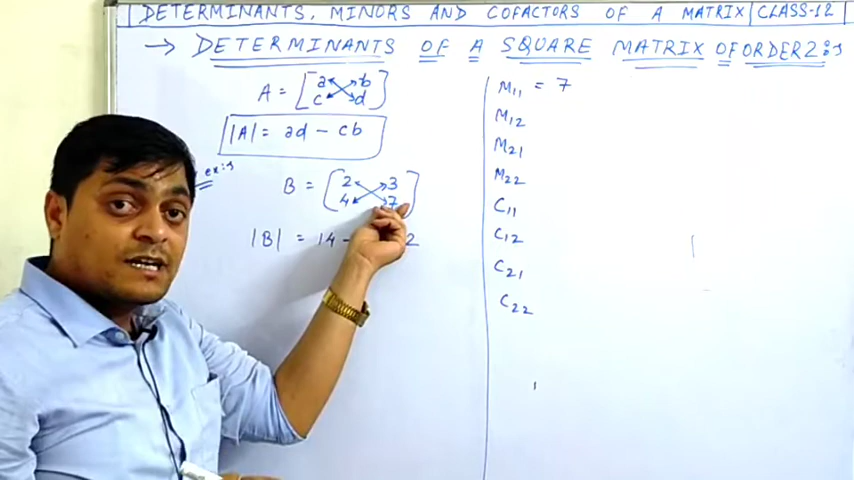 DETERMINANTS, MINORS AND COFACTORS OF A MATRIX | CLASS-12
→ DETERMINANTS OF A SQUARE MATRIX OF ORDER 2 :-
A = [a b
c d]
|A| = ad - cb
ex:-
B = [2 3
4 7]
|B| = 14 - 2
M₁₁ = 7
M₁₂
M₂₁
M₂₂
C₁₁
C₁₂
C₂₁
C₂₂